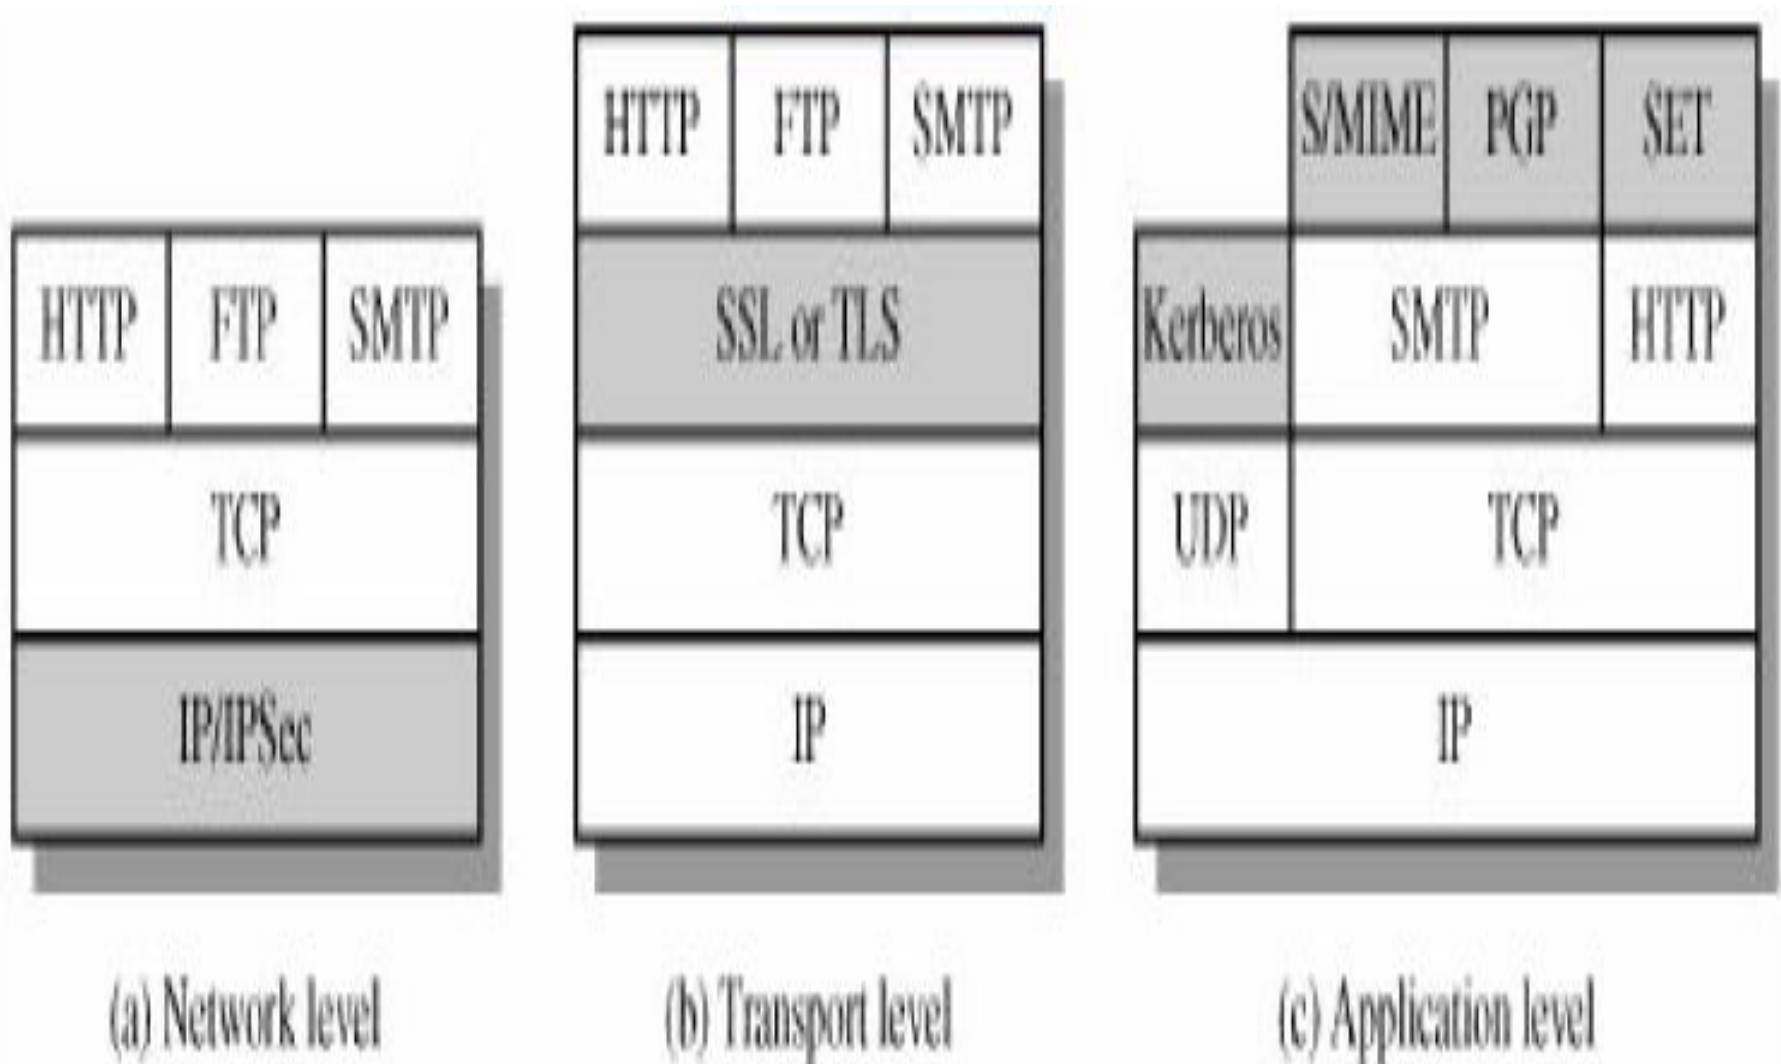 HTTP FTP SMTP
TCP
IP/IPSec
(a) Network level
HTTP FTP SMTP
SSL or TLS
TCP
IP
(b) Transport level
S/MIME PGP SET
Kerberos SMTP HTTP
UDP TCP
IP
(c) Application level